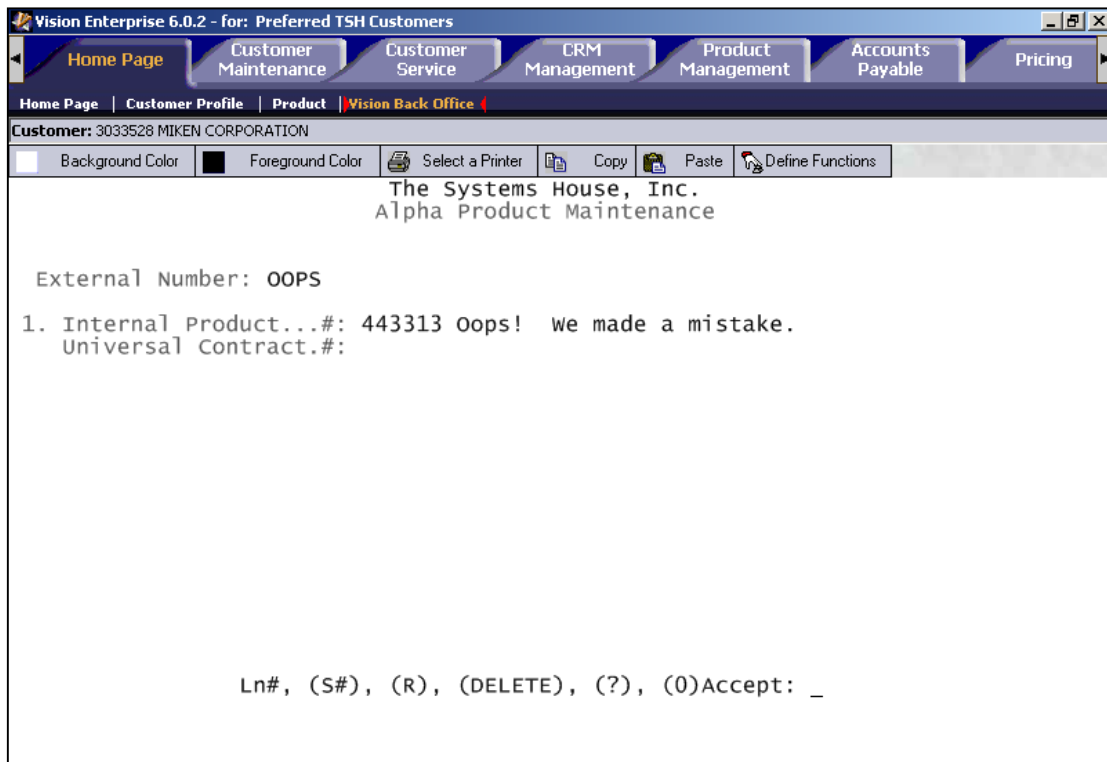 Vision Enterprise 6.0.2 - for: Preferred TSH Customers
Home Page Customer Maintenance Customer Service CRM Management Product Management Accounts Payable Pricing
Home Page | Customer Profile | Product | Vision Back Office
Customer: 3033528 MIKEN CORPORATION
Background Color Foreground Color Select a Printer Copy Paste Define Functions
The Systems House, Inc.
Alpha Product Maintenance
External Number: OOPS
1. Internal Product...#: 443313 Oops!  We made a mistake.
Universal Contract.#:
Ln#, (S#), (R), (DELETE), (?), (0)Accept: _